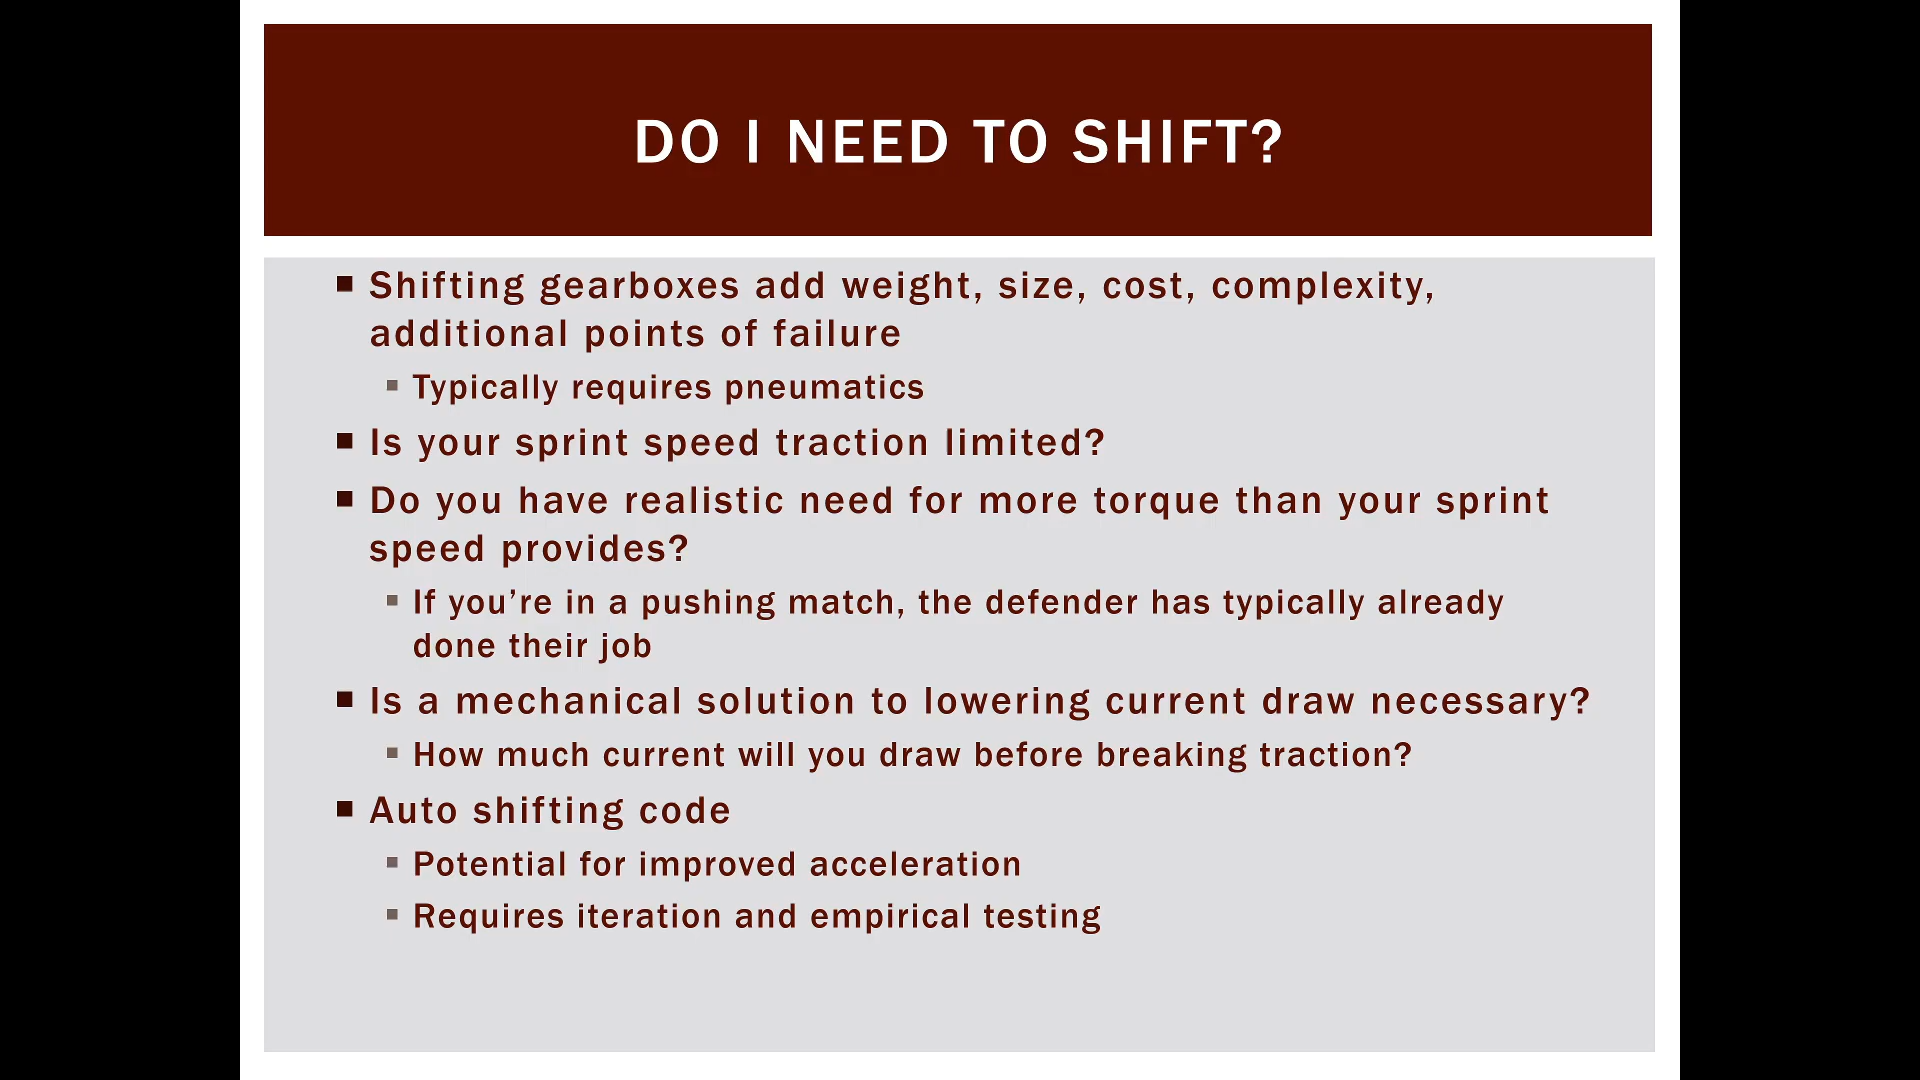 DO I NEED TO SHIFT?
Shifting gearboxes add weight, size, cost, complexity,
additional points of failure
Typically requires pneumatics
Is your sprint speed traction limited?
Do you have realistic need for more torque than your sprint
speed provides?
If you’re in a pushing match, the defender has typically already
done their job
Is a mechanical solution to lowering current draw necessary?
How much current will you draw before breaking traction?
Auto shifting code
Potential for improved acceleration
Requires iteration and empirical testing